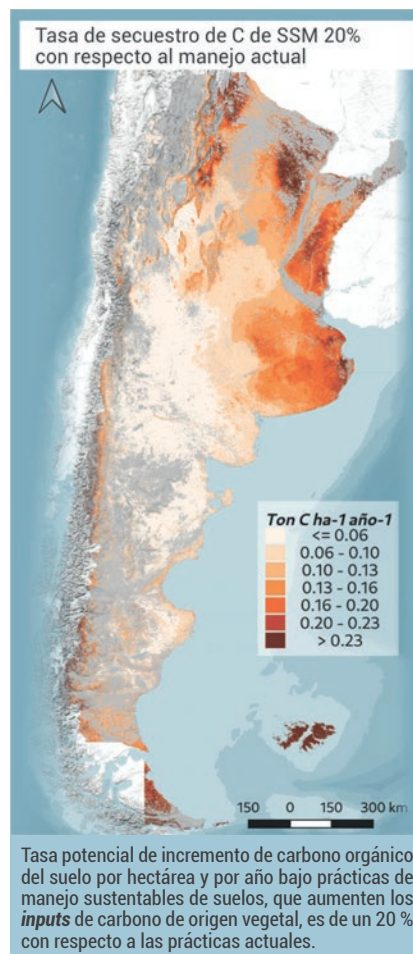 Tasa de secuestro de C de SSM 20%
con respecto al manejo actual
Ton C ha-1 año-1
<= 0.06
0.06 - 0.10
0.10 - 0.13
0.13 - 0.16
0.16 - 0.20
0.20 - 0.23
> 0.23
150 0 150 300 km
Tasa potencial de incremento de carbono orgánico
del suelo por hectárea y por año bajo prácticas de
manejo sustentables de suelos, que aumenten los
inputs de carbono de origen vegetal, es de un 20 %
con respecto a las prácticas actuales.